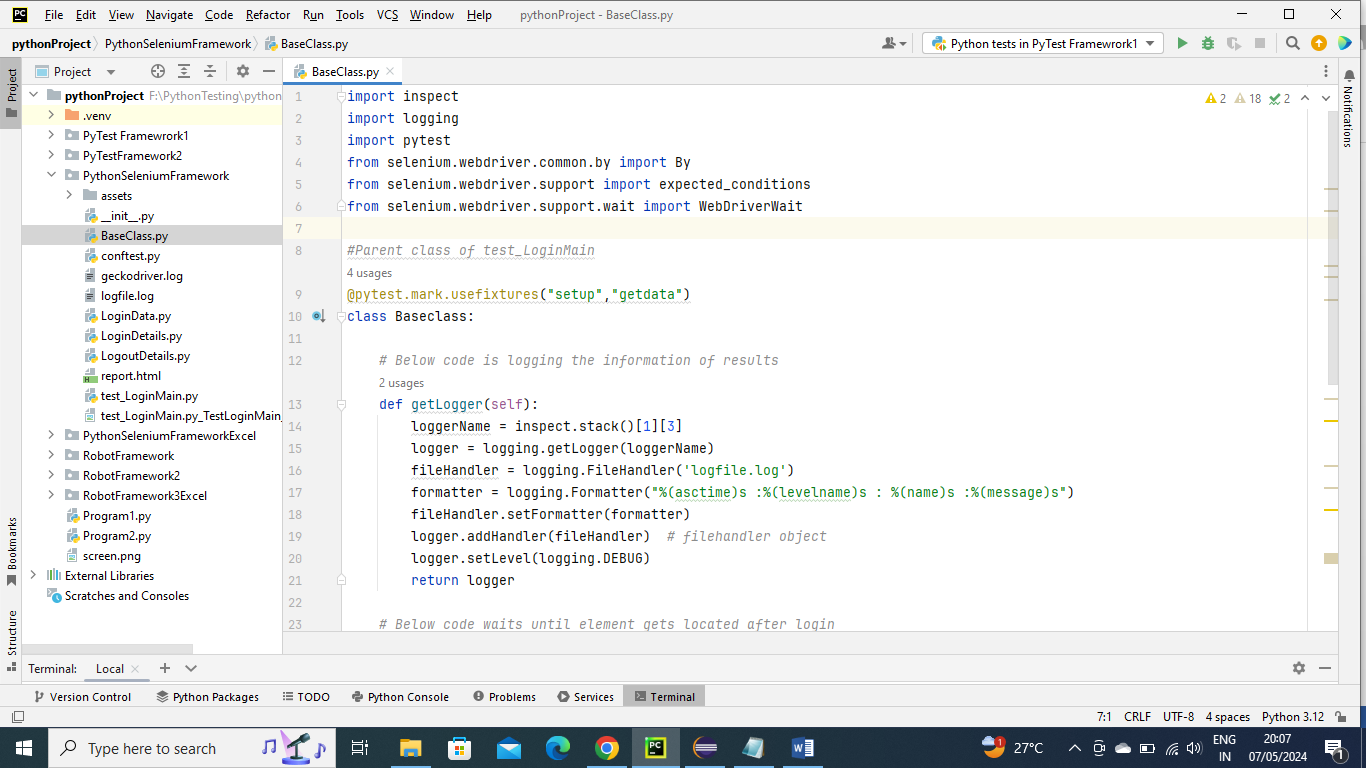 PC File Edit View Navigate Code Refactor Run Tools VCS Window Help pythonProject - BaseClass.py
pythonProject PythonSeleniumFramework BaseClass.py Python tests in PyTest Framewrork1
Project
Project
BaseClass.py
Notifications
pythonProject F:\PythonTesting\python
.venv
PyTest Framewrork1
PyTestFramework2
PythonSeleniumFramework
assets
__init__.py
BaseClass.py
conftest.py
geckodriver.log
logfile.log
LoginData.py
LoginDetails.py
LogoutDetails.py
report.html
test_LoginMain.py
test_LoginMain.py_TestLoginMain_
PythonSeleniumFrameworkExcel
RobotFramework
RobotFramework2
RobotFramework3Excel
Program1.py
Program2.py
screen.png
External Libraries
Scratches and Consoles
Bookmarks
Structure
2 18 2
1 import inspect
2 import logging
3 import pytest
4 from selenium.webdriver.common.by import By
5 from selenium.webdriver.support import expected_conditions
6 from selenium.webdriver.support.wait import WebDriverWait
7
8 #Parent class of test_LoginMain
4 usages
9 @pytest.mark.usefixtures("setup","getdata")
10 class Baseclass:
11
12 # Below code is logging the information of results
2 usages
13 def getLogger(self):
14 loggerName = inspect.stack()[1][3]
15 logger = logging.getLogger(loggerName)
16 fileHandler = logging.FileHandler('logfile.log')
17 formatter = logging.Formatter("%(asctime)s :%(levelname)s : %(name)s :%(message)s")
18 fileHandler.setFormatter(formatter)
19 logger.addHandler(fileHandler)  # filehandler object
20 logger.setLevel(logging.DEBUG)
21 return logger
22
23 # Below code waits until element gets located after login
Terminal: Local
Version Control Python Packages TODO Python Console Problems Services Terminal
7:1 CRLF UTF-8 4 spaces Python 3.12
Type here to search
PC
W
27°C
ENG
IN
20:07
07/05/2024
1